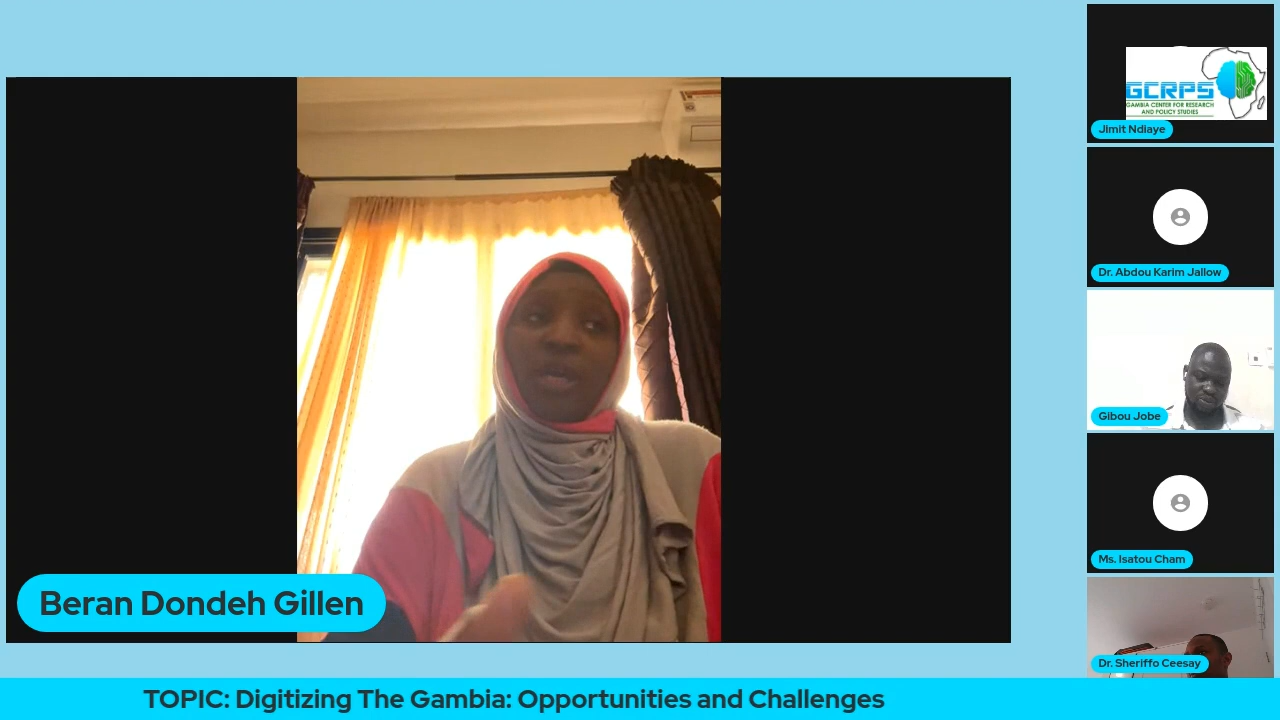 GCRPS
GAMBIA CENTER FOR RESEARCH
AND POLICY STUDIES
Jimit Ndiaye
Dr. Abdou Karim Jallow
Gibou Jobe
Ms. Isatou Cham
Dr. Sheriffo Ceesay
Beran Dondeh Gillen
TOPIC: Digitizing The Gambia: Opportunities and Challenges